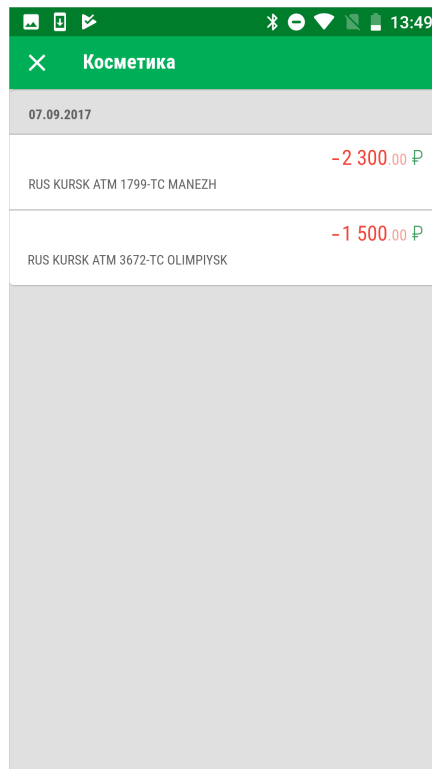 13:49
Косметика
07.09.2017
-2 300.00 ₽
RUS KURSK ATM 1799-TC MANEZH
-1 500.00 ₽
RUS KURSK ATM 3672-TC OLIMPIYSK